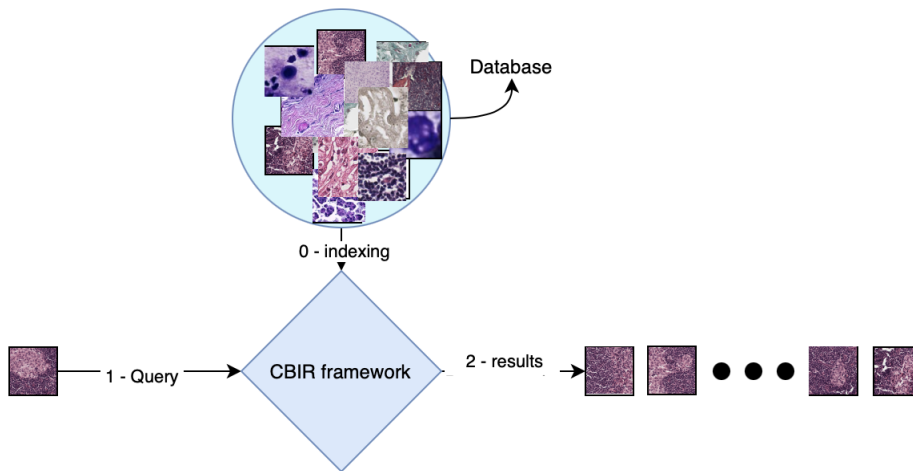 Database
0 - indexing
1 - Query
CBIR framework
2 - results